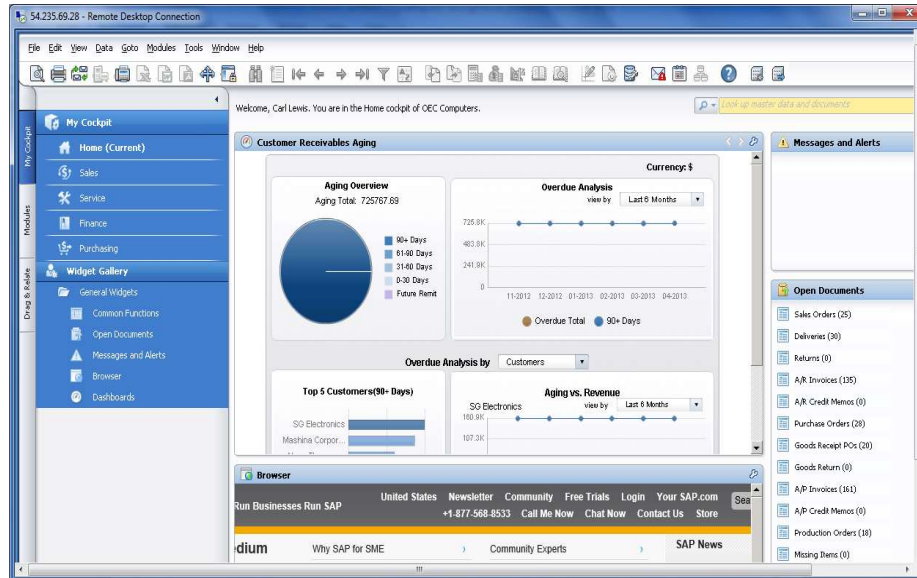 54.235.69.28 - Remote Desktop Connection
File Edit View Data Goto Modules Tools Window Help
Welcome, Carl Lewis. You are in the Home cockpit of OEC Computers.
Look up master data and documents
My Cockpit
Modules
Drag & Relate
My Cockpit
Home (Current)
Sales
Service
Finance
Purchasing
Widget Gallery
General Widgets
Common Functions
Open Documents
Messages and Alerts
Browser
Dashboards
Customer Receivables Aging
Currency: $
Aging Overview
Aging Total: 725767.69
90+ Days
61-90 Days
31-60 Days
0-30 Days
Future Remit
Overdue Analysis
view by Last 6 Months
725.8K
483.8K
241.9K
0
11-2012 12-2012 01-2013 02-2013 03-2013 04-2013
Overdue Total 90+ Days
Overdue Analysis by Customers
Top 5 Customers(90+ Days)
SG Electronics
Mashina Corpor...
Aging vs. Revenue
SG Electronics view by Last 6 Months
160.9K
107.3K
Browser
Run Businesses Run SAP
United States Newsletter Community Free Trials Login Your SAP.com
+1-877-568-8533 Call Me Now Chat Now Contact Us Store
Sea
edium Why SAP for SME Community Experts SAP News
Messages and Alerts
Open Documents
Sales Orders (25)
Deliveries (30)
Returns (0)
A/R Invoices (135)
A/R Credit Memos (0)
Purchase Orders (28)
Goods Receipt POs (20)
Goods Return (0)
A/P Invoices (161)
A/P Credit Memos (0)
Production Orders (18)
Missing Items (0)